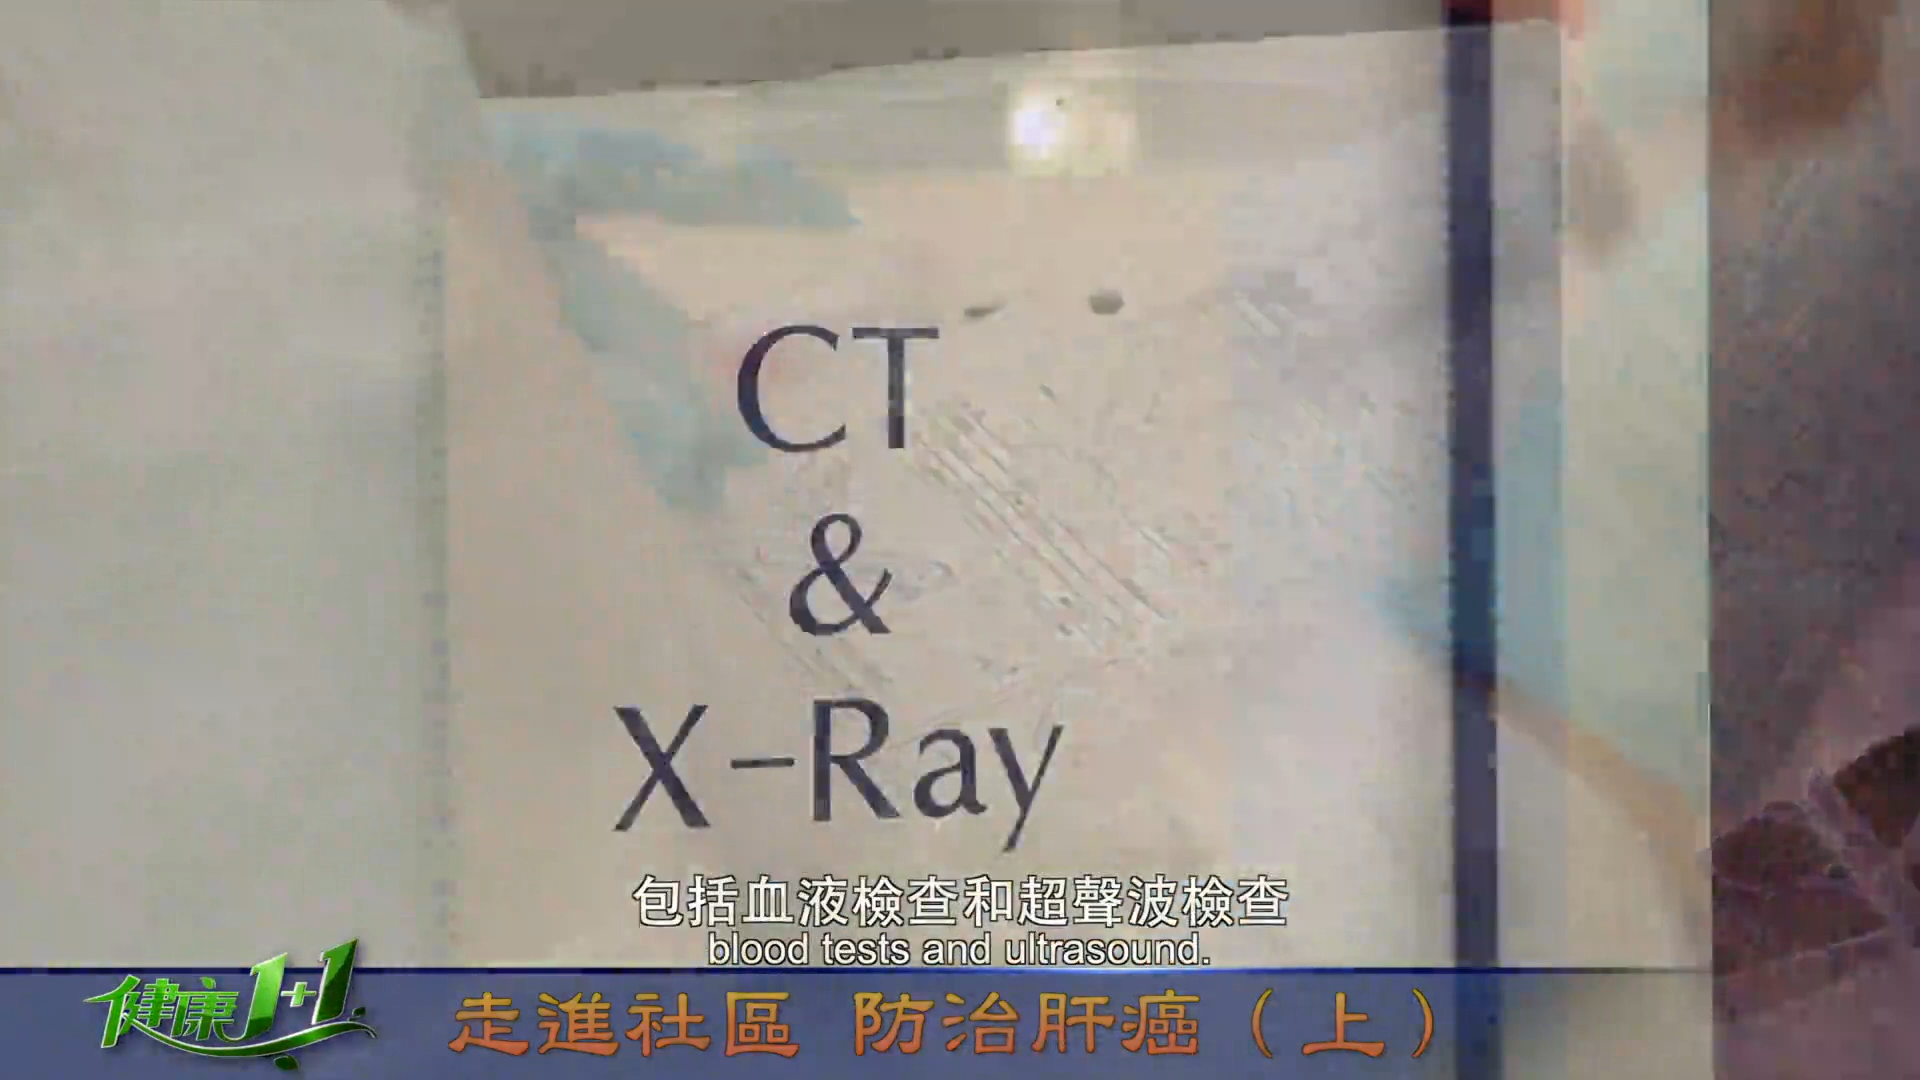 CT
&
X-Ray
包括血液檢查和超聲波檢查
blood tests and ultrasound.
健康1+1
走進社區 防治肝癌（上）